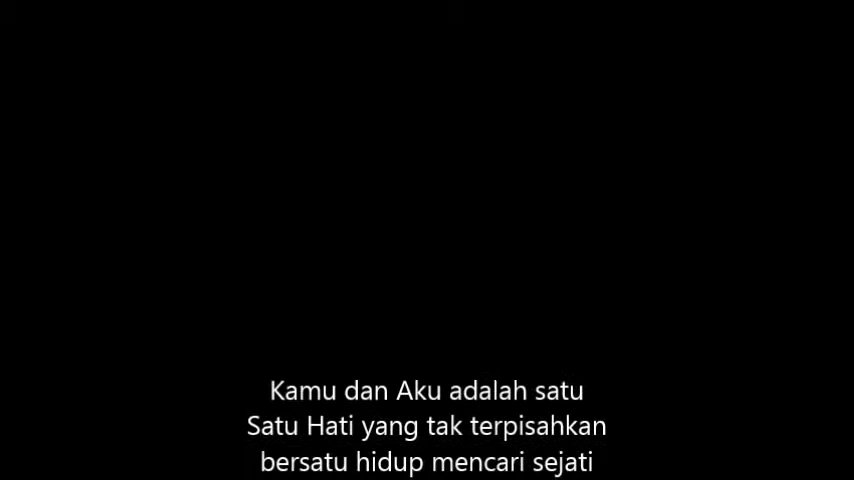 Kamu dan Aku adalah satu
Satu Hati yang tak terpisahkan
bersatu hidup mencari sejati